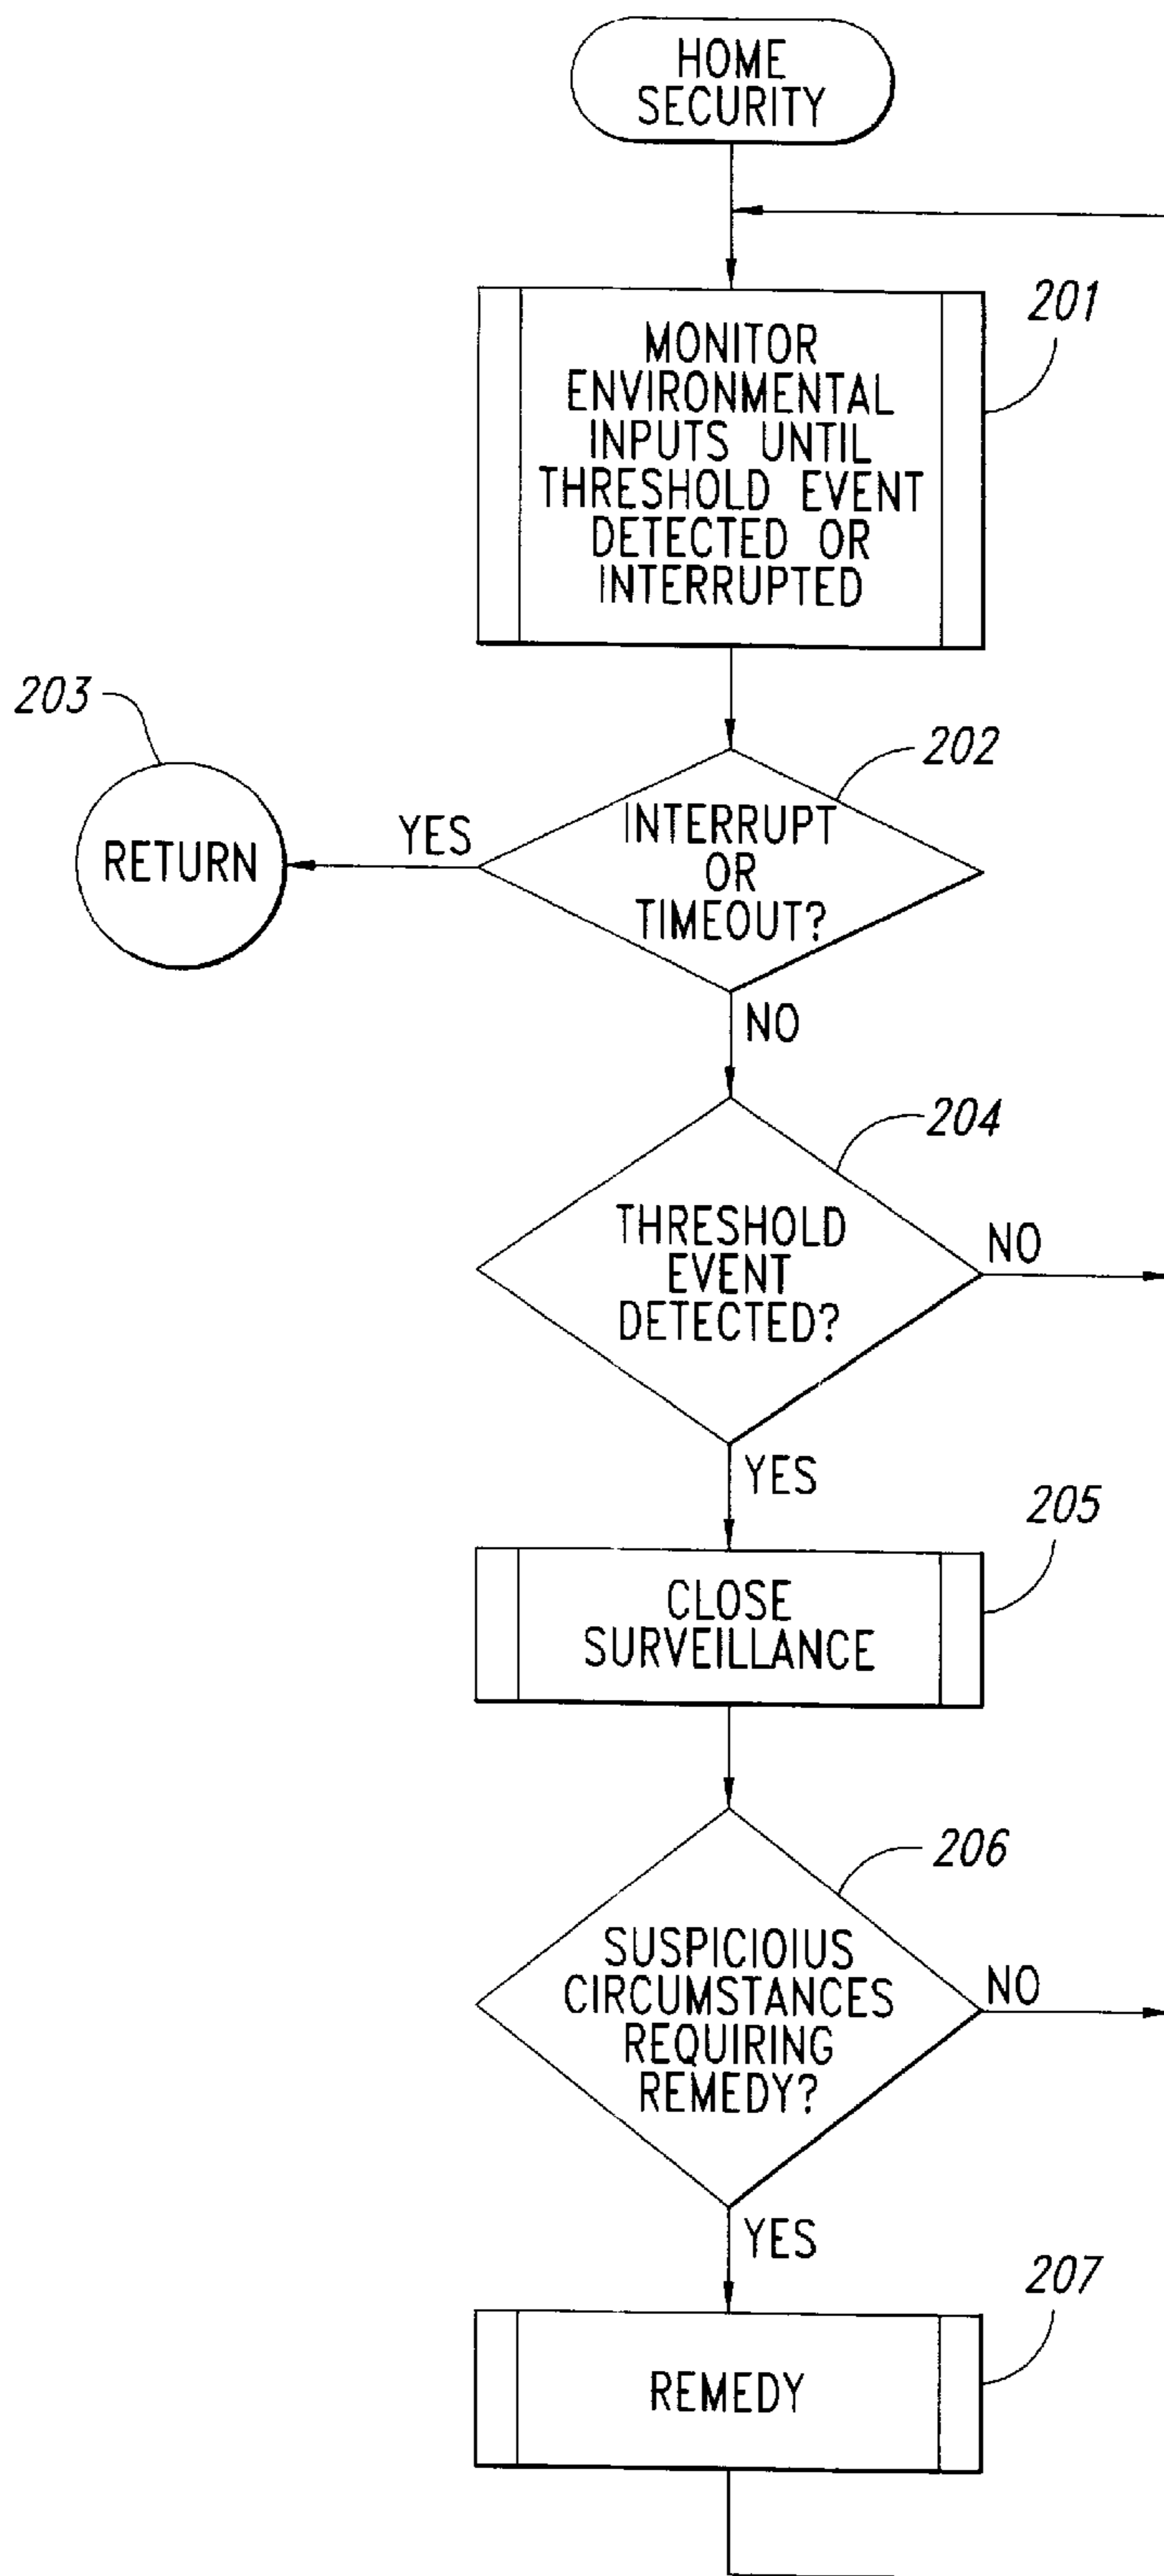 HOME
SECURITY
201
MONITOR
ENVIRONMENTAL
INPUTS UNTIL
THRESHOLD EVENT
DETECTED OR
INTERRUPTED
203
202
RETURN
YES
INTERRUPT
OR
TIMEOUT?
NO
204
THRESHOLD
EVENT
DETECTED?
NO
YES
205
CLOSE
SURVEILLANCE
206
SUSPICIOIUS
CIRCUMSTANCES
REQUIRING
REMEDY?
NO
YES
207
REMEDY